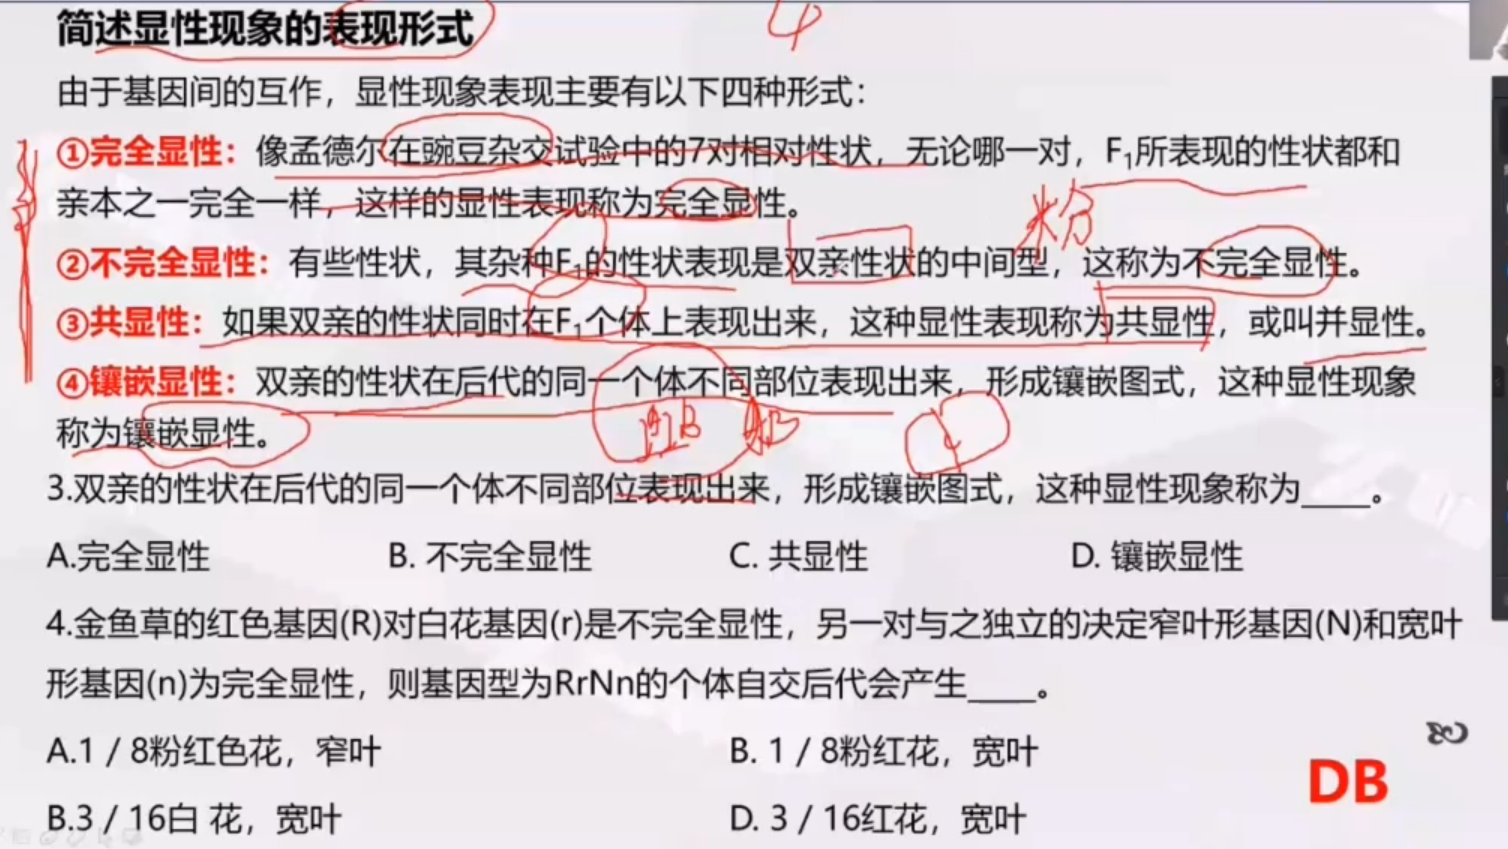 4
简述显性现象的表现形式
由于基因间的互作，显性现象表现主要有以下四种形式：
①完全显性：像孟德尔在豌豆杂交试验中的7对相对性状，无论哪一对，F₁所表现的性状都和
亲本之一完全一样，这样的显性表现称为完全显性。
②不完全显性：有些性状，其杂种F₁的性状表现是双亲性状的中间型，这称为不完全显性。
③共显性：如果双亲的性状同时在F₁个体上表现出来，这种显性表现称为共显性，或叫并显性。
④镶嵌显性：双亲的性状在后代的同一个体不同部位表现出来，形成镶嵌图式，这种显性现象
称为镶嵌显性。
3.双亲的性状在后代的同一个体不同部位表现出来，形成镶嵌图式，这种显性现象称为____。
A.完全显性 B. 不完全显性 C. 共显性 D. 镶嵌显性
4.金鱼草的红色基因(R)对白花基因(r)是不完全显性，另一对与之独立的决定窄叶形基因(N)和宽叶
形基因(n)为完全显性，则基因型为RrNn的个体自交后代会产生____。
A.1 / 8粉红色花，窄叶 B. 1 / 8粉红花，宽叶
B.3 / 16白 花，宽叶 D. 3 / 16红花，宽叶
DB